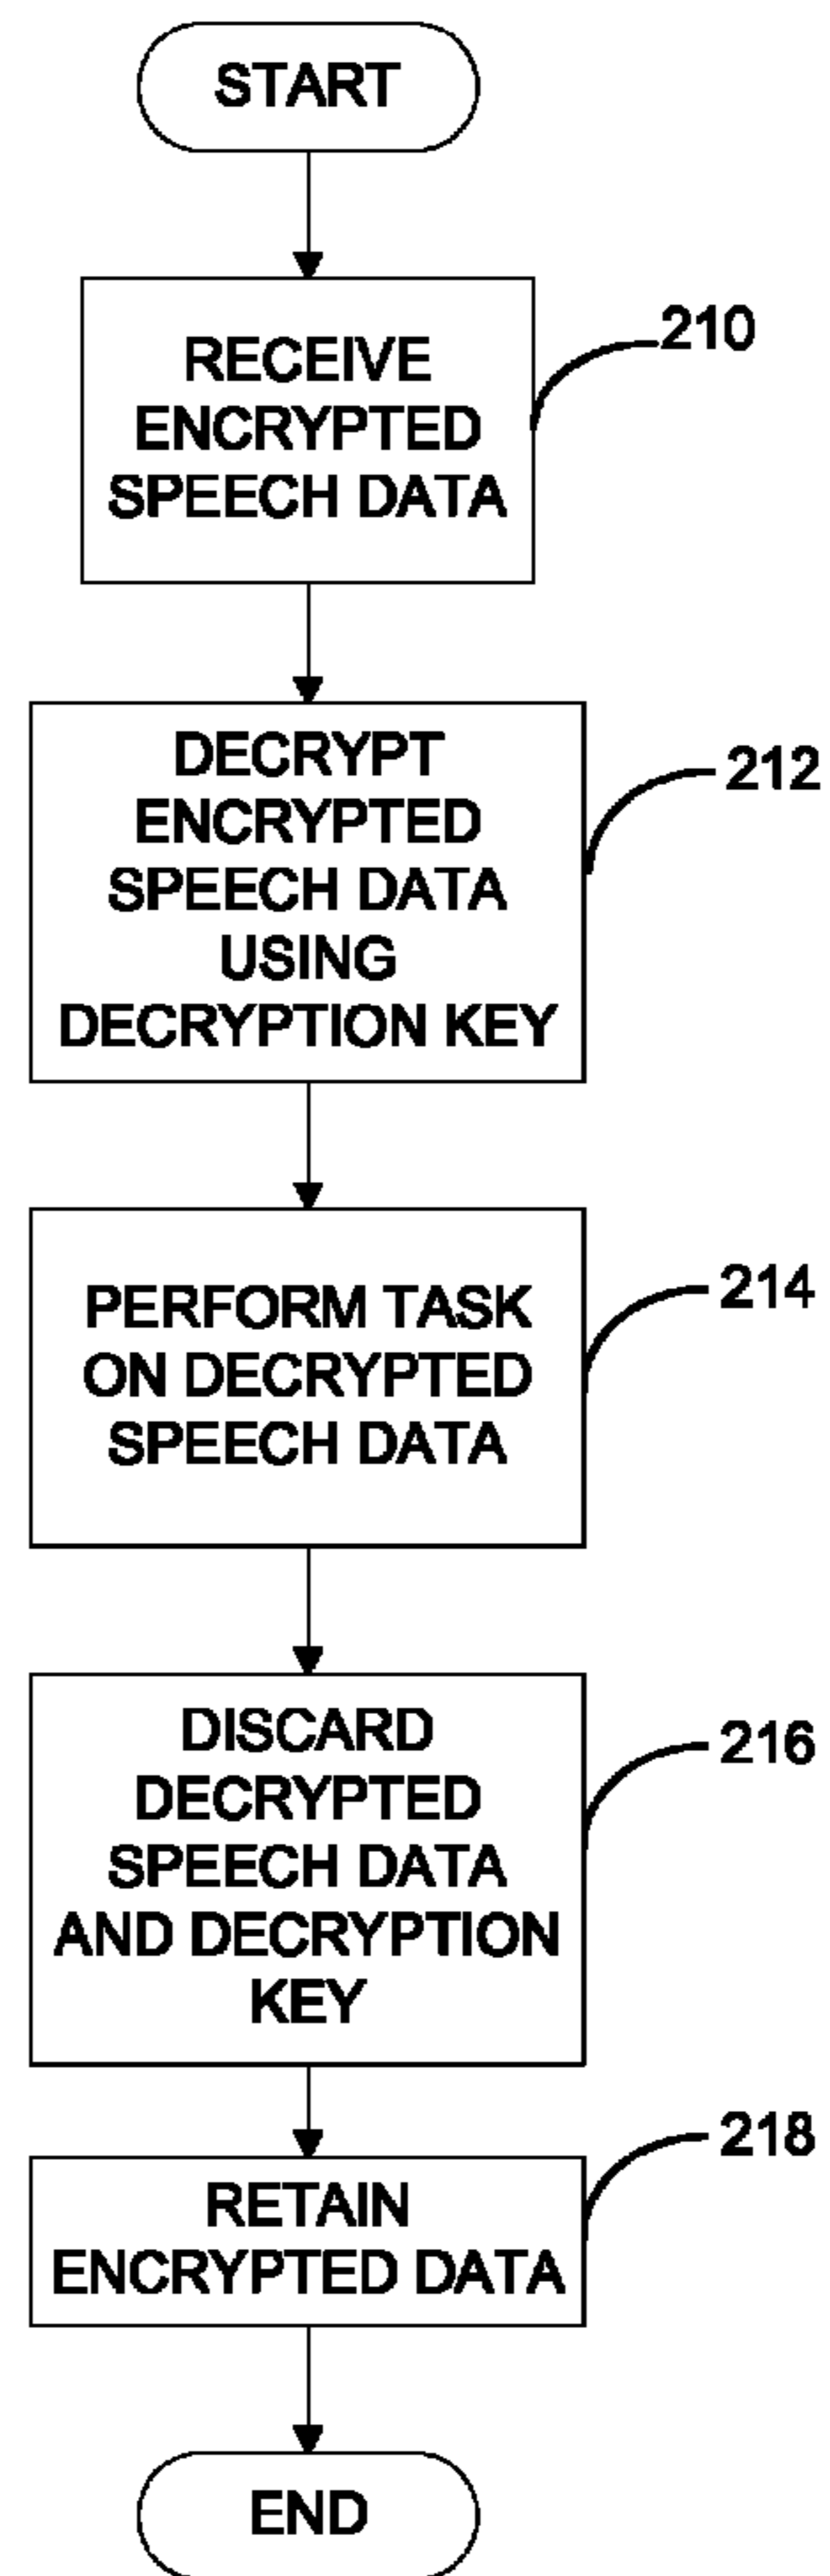 START
RECEIVE
ENCRYPTED
SPEECH DATA
210
DECRYPT
ENCRYPTED
SPEECH DATA
USING
DECRYPTION KEY
212
PERFORM TASK
ON DECRYPTED
SPEECH DATA
214
DISCARD
DECRYPTED
SPEECH DATA
AND DECRYPTION
KEY
216
RETAIN
ENCRYPTED DATA
218
END